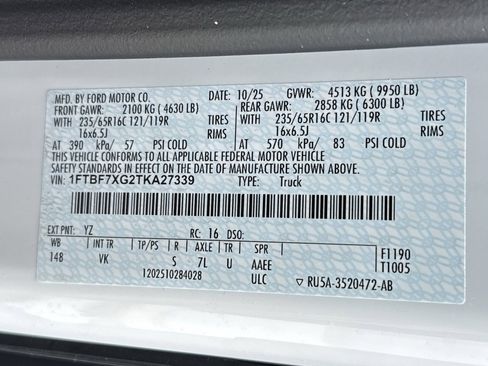 MFD. BY FORD MOTOR CO. DATE: 10/25 GVWR: 4513 KG ( 9950 LB)
FRONT GAWR: 2100 KG ( 4630 LB) REAR GAWR: 2858 KG ( 6300 LB)
WITH 235/65R16C 121/119R TIRES WITH 235/65R16C 121/119R TIRES
16x6.5J RIMS 16x6.5J RIMS
AT 390 kPa/ 57 PSI COLD AT 570 kPa/ 83 PSI COLD
THIS VEHICLE CONFORMS TO ALL APPLICABLE FEDERAL MOTOR VEHICLE
SAFETY STANDARDS IN EFFECT ON THE DATE OF MANUFACTURE SHOWN ABOVE.
VIN: 1FTBF7XG2TKA27339 TYPE: Truck
EXT PNT: YZ RC: 16 DSO:
WB INT TR TP/PS R AXLE TR SPR F1190
148 VK S 7L U AAEE T1005
1202510284028 ULC ▽ RU5A-3520472-AB